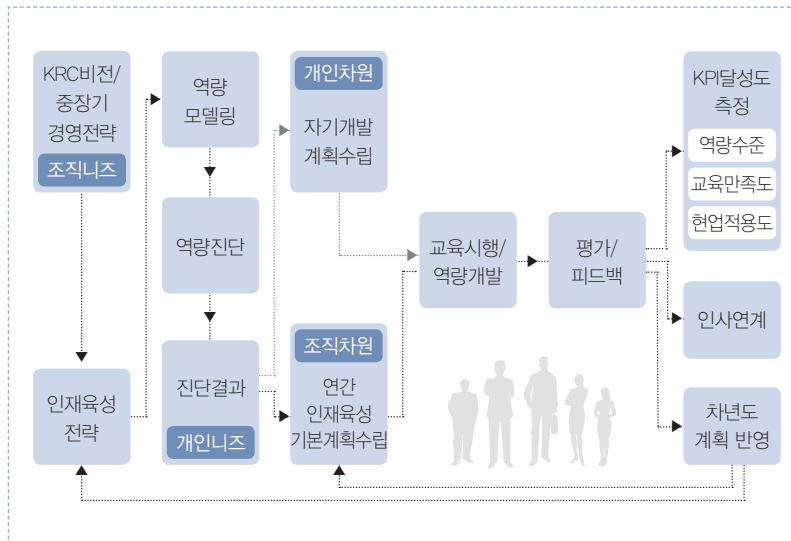 KRC비전/
중장기
경영전략
조직니즈
인재육성
전략
역량
모델링
역량진단
진단결과
개인니즈
개인차원
자기개발
계획수립
조직차원
연간
인재육성
기본계획수립
교육시행/
역량개발
평가/
피드백
KPI달성도
측정
역량수준
교육만족도
현업적용도
인사연계
차년도
계획 반영